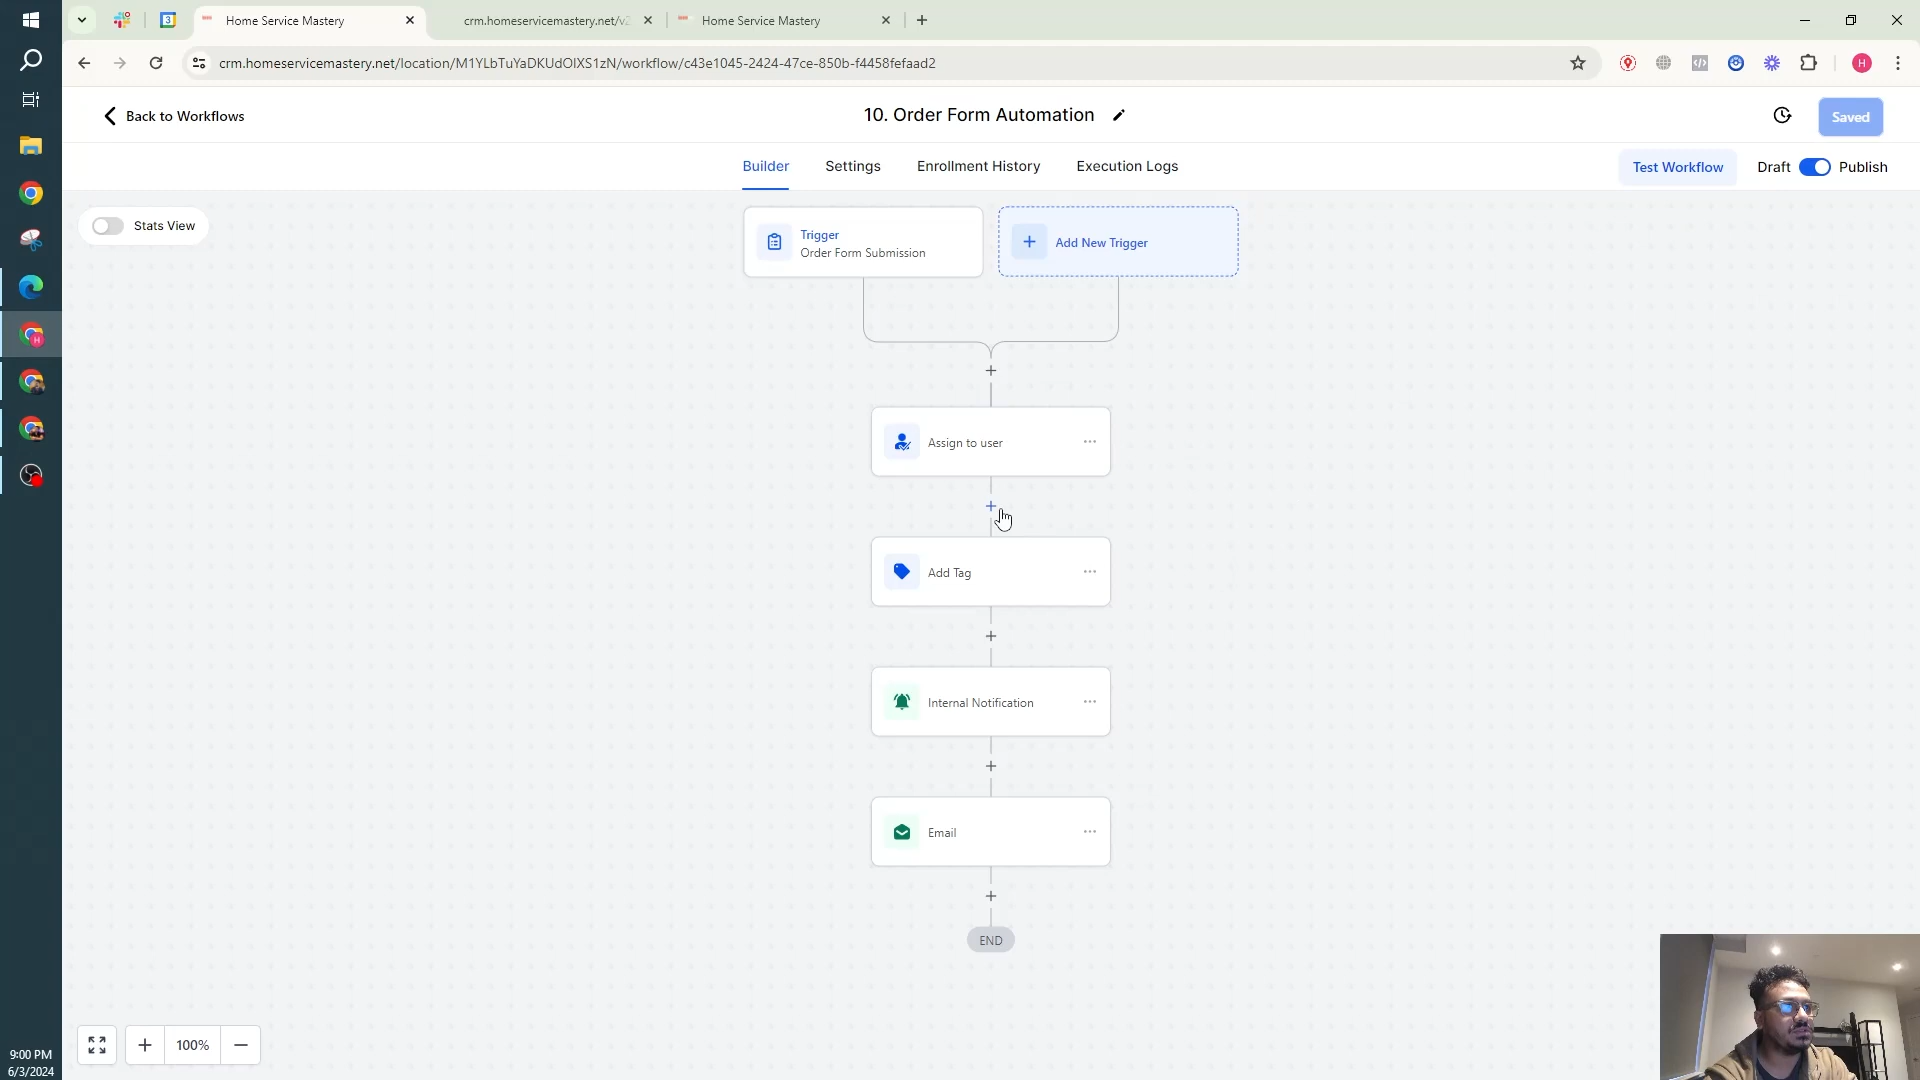 Home Service Mastery
crm.homeservicemastery.net/v2
Home Service Mastery
crm.homeservicemastery.net/location/M1YLbTuYaDKUdOIXS1zN/workflow/c43e1045-2424-47ce-850b-f4458fefaad2
H
Back to Workflows
10. Order Form Automation
Saved
Builder
Settings
Enrollment History
Execution Logs
Test Workflow
Draft
Publish
Stats View
Trigger
Order Form Submission
Add New Trigger
Assign to user
Add Tag
Internal Notification
Email
END
100%
9:00 PM
6/3/2024